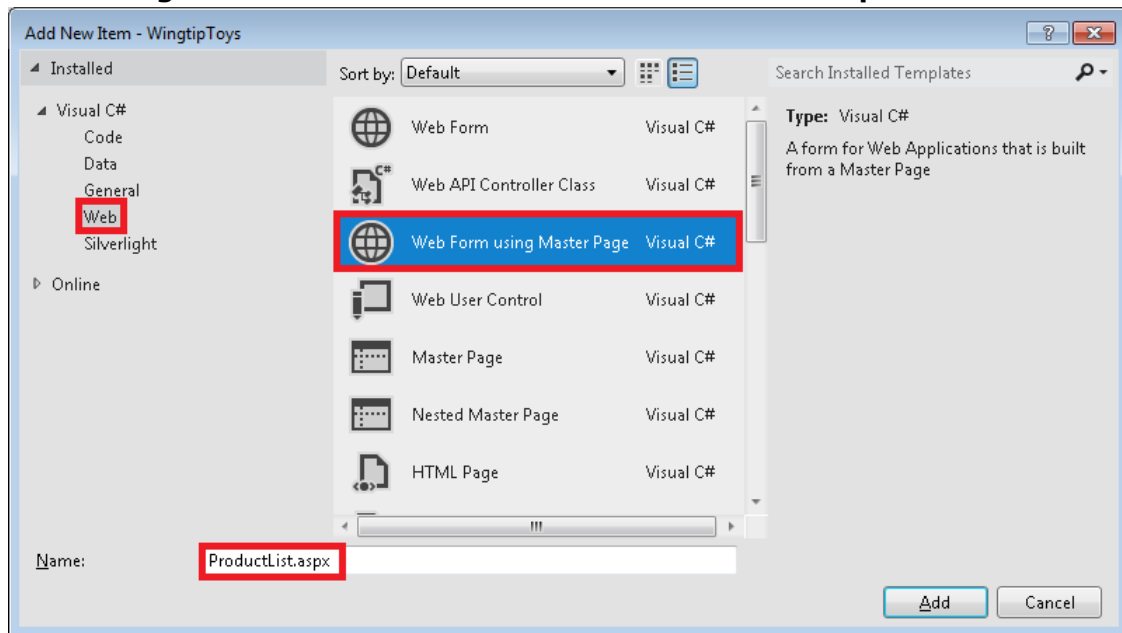 Add New Item - WingtipToys
Installed
Sort by: Default
Search Installed Templates
Visual C#
Code
Data
General
Web
Silverlight
Online
Web Form Visual C#
C#
Web API Controller Class Visual C#
Web Form using Master Page Visual C#
Web User Control Visual C#
Master Page Visual C#
Nested Master Page Visual C#
HTML Page Visual C#
Type: Visual C#
A form for Web Applications that is built
from a Master Page
Name: ProductList.aspx
Add Cancel